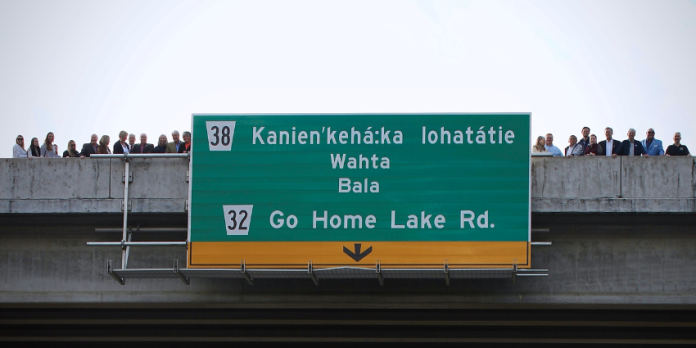 38 Kanien'kehá:ka Iohatátie
Wahta
Bala
32 Go Home Lake Rd.